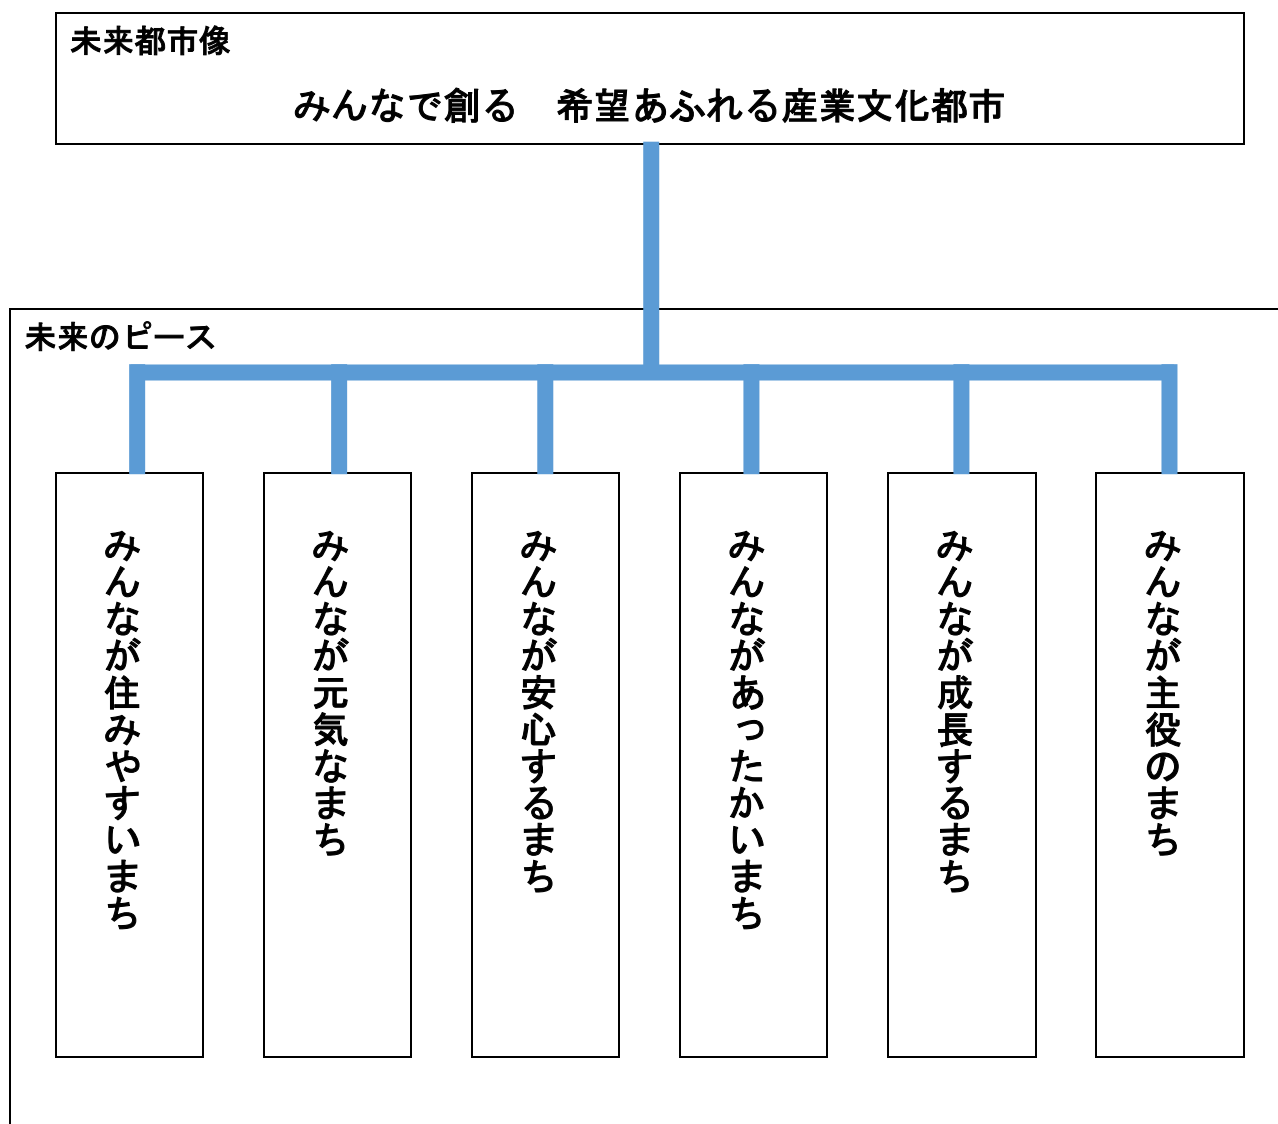 未来都市像
みんなで創る　希望あふれる産業文化都市
未来のピース
みんなが住みやすいまち
みんなが元気なまち
みんなが安心するまち
みんながあったかいまち
みんなが成長するまち
みんなが主役のまち